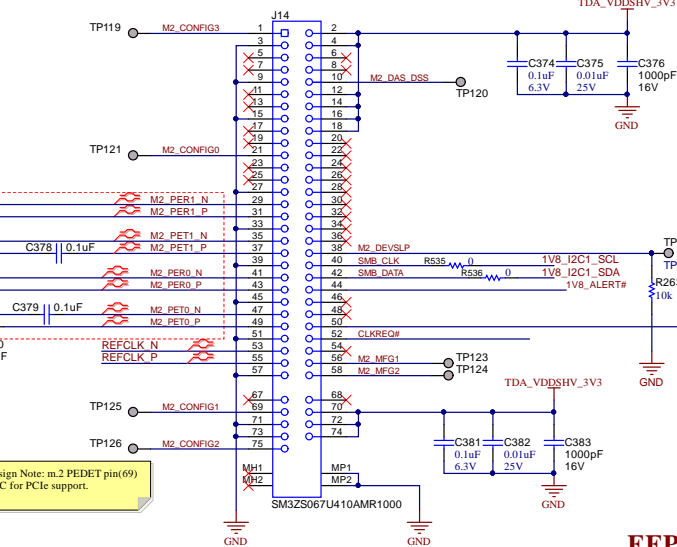 TDA_VDDSHV_3V3
J14
TP119 M2_CONFIG3 1 2
3 4
5 6
7 8
9 10 M2_DAS_DSS TP120
11 12
13 14
15 16
17 18
19 20
TP121 M2_CONFIG0 21 22
23 24
25 26
27 28
M2_PER1_N 29 30
M2_PER1_P 31 32
33 34
M2_PET1_N 35 36
C378 0.1uF M2_PET1_P 37 38 M2_DEVSLP
39 40 SMB_CLK R535 0 1V8_I2C1_SCL
M2_PER0_N 41 42 SMB_DATA R536 0 1V8_I2C1_SDA
M2_PER0_P 43 44 1V8_ALERT#
45 46
C379 0.1uF M2_PET0_N 47 48
M2_PET0_P 49 50
51 52 CLKREQ#
REFCLK_N 53 54
REFCLK_P 55 56 M2_MFG1 TP123
57 58 M2_MFG2 TP124
67 68
TP125 M2_CONFIG1 69 70
71 72
73 74
TP126 M2_CONFIG2 75
MH1 MP1
MH2 MP2
SM3ZS067U410AMR1000
GND
GND
C374 C375 C376
0.1uF 0.01uF 1000pF
6.3V 25V 16V
GND
TP
TP
R26
10k
GND
TDA_VDDSHV_3V3
C381 C382 C383
0.1uF 0.01uF 1000pF
6.3V 25V 16V
GND
sign Note: m.2 PEDET pin(69)
C for PCIe support.
F